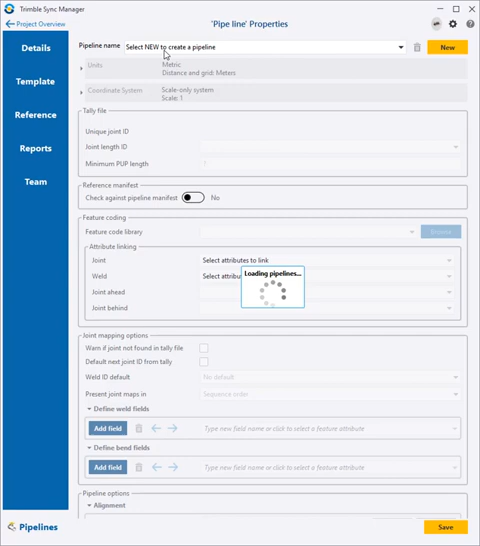 Trimble Sync Manager
Project Overview
'Pipe line' Properties
Details
Template
Reference
Reports
Team
Pipeline name
Select NEW to create a pipeline
New
Units
Metric
Distance and grid: Meters
Coordinate System
Scale-only system
Scale: 1
Tally file
Unique joint ID
Joint length ID
Minimum PUP length
1
Reference manifest
Check against pipeline manifest
No
Feature coding
Feature code library
Browse
Attribute linking
Joint
Select attributes to link
Weld
Select attribu
Loading pipelines...
Joint ahead
Joint behind
Joint mapping options
Warn if joint not found in tally file
Default next joint ID from tally
Weld ID default
No default
Present joint maps in
Sequence order
Define weld fields
Add field
Type new field name or click to select a feature attribute
Define bend fields
Add field
Type new field name or click to select a feature attribute
Pipeline options
Alignment
Pipelines
Save